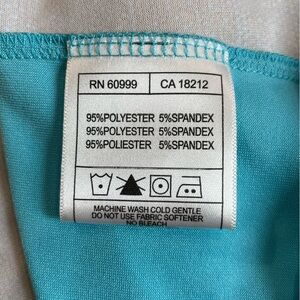 RN 60999 CA 18212
95%POLYESTER 5%SPANDEX
95%POLYESTER 5%SPANDEX
95%POLIESTER 5%SPANDEX
MACHINE WASH COLD GENTLE
DO NOT USE FABRIC SOFTENER
NO BLEACH